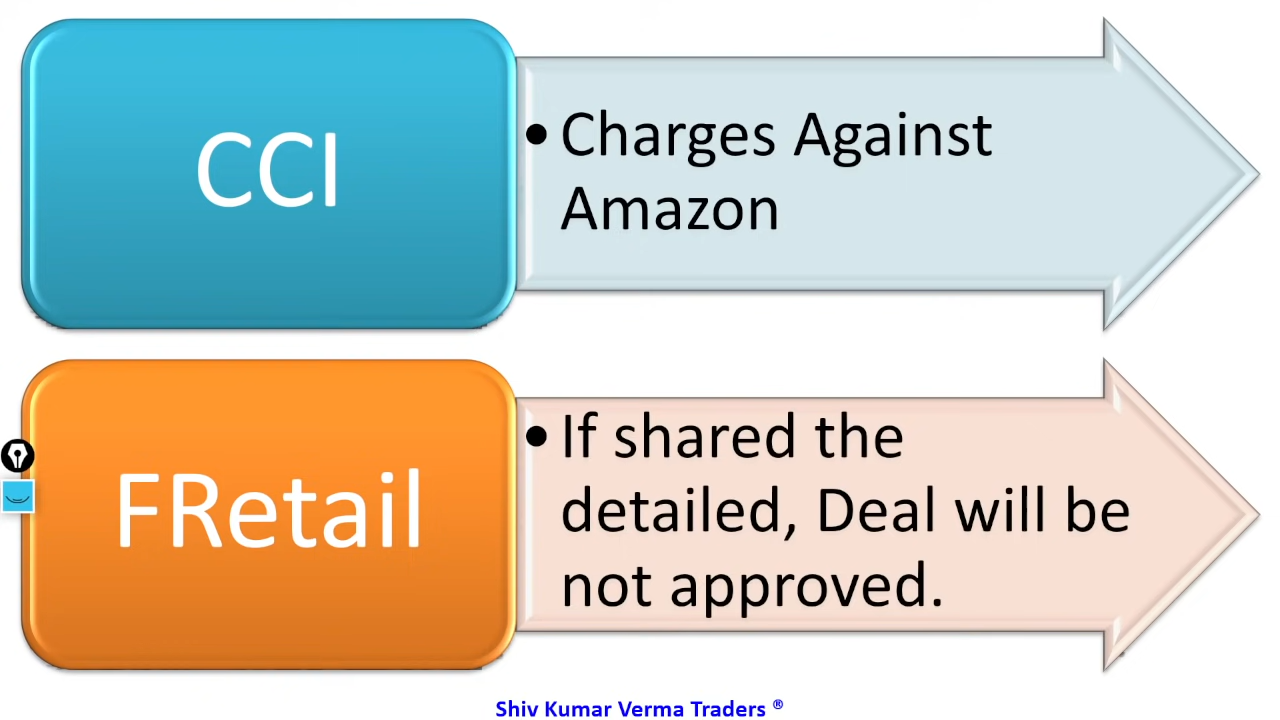 CCI
• Charges Against
Amazon
FRetail
• If shared the
detailed, Deal will be
not approved.
Shiv Kumar Verma Traders ®